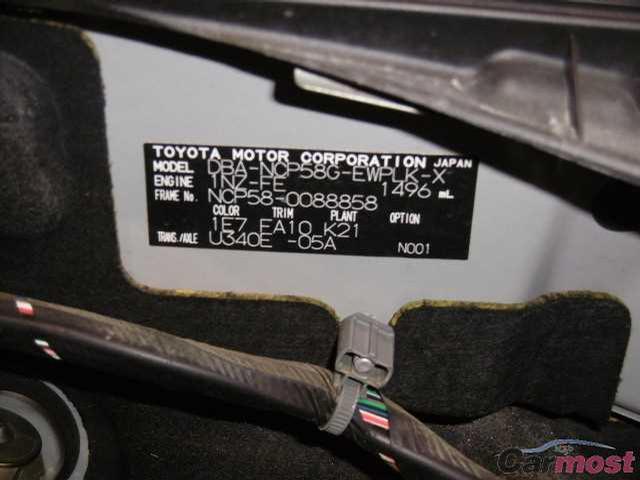 TOYOTA MOTOR CORPORATION JAPAN
MODEL DBA-NCP58G-EWPLK-X
ENGINE 1NZ-FE 1496 mL
FRAME No. NCP58-0088858
COLOR TRIM PLANT OPTION
1E7 FA10 K21
TRANS./AXLE U340E -05A N001
Carmost